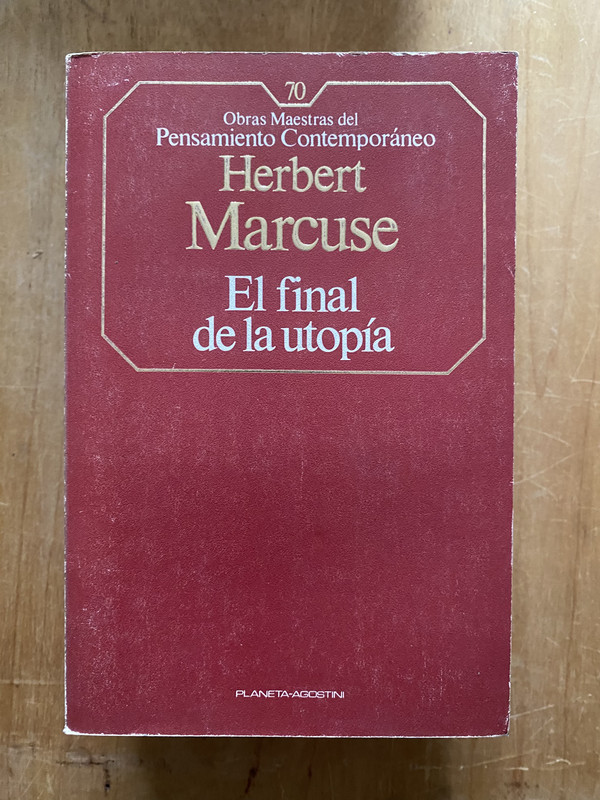 70
Obras Maestras del
Pensamiento Contemporáneo
Herbert
Marcuse
El final
de la utopía
PLANETA-AGOSTINI